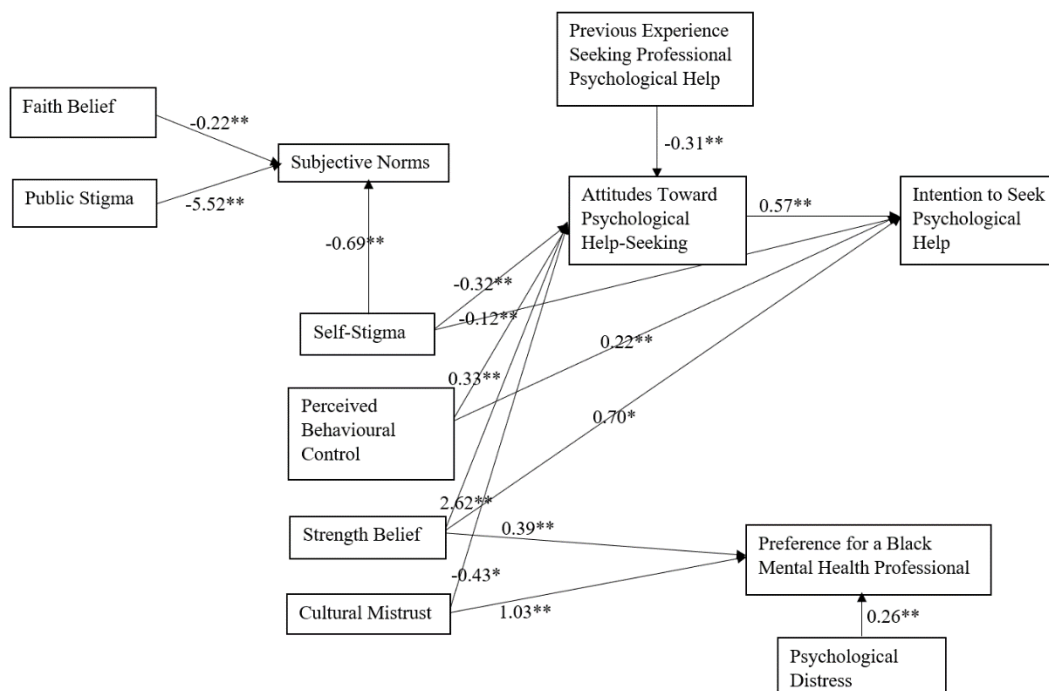 Previous Experience
Seeking Professional
Psychological Help
Faith Belief
-0.22**
-0.31**
Subjective Norms
Public Stigma
-5.52**
Attitudes Toward
Psychological
Help-Seeking
0.57**
Intention to Seek
Psychological
Help
-0.69**
-0.32**
-0.12**
Self-Stigma
0.22**
0.33**
Perceived
Behavioural
Control
0.70*
2.62**
Strength Belief
0.39**
Preference for a Black
Mental Health Professional
-0.43*
Cultural Mistrust
1.03**
0.26**
Psychological
Distress